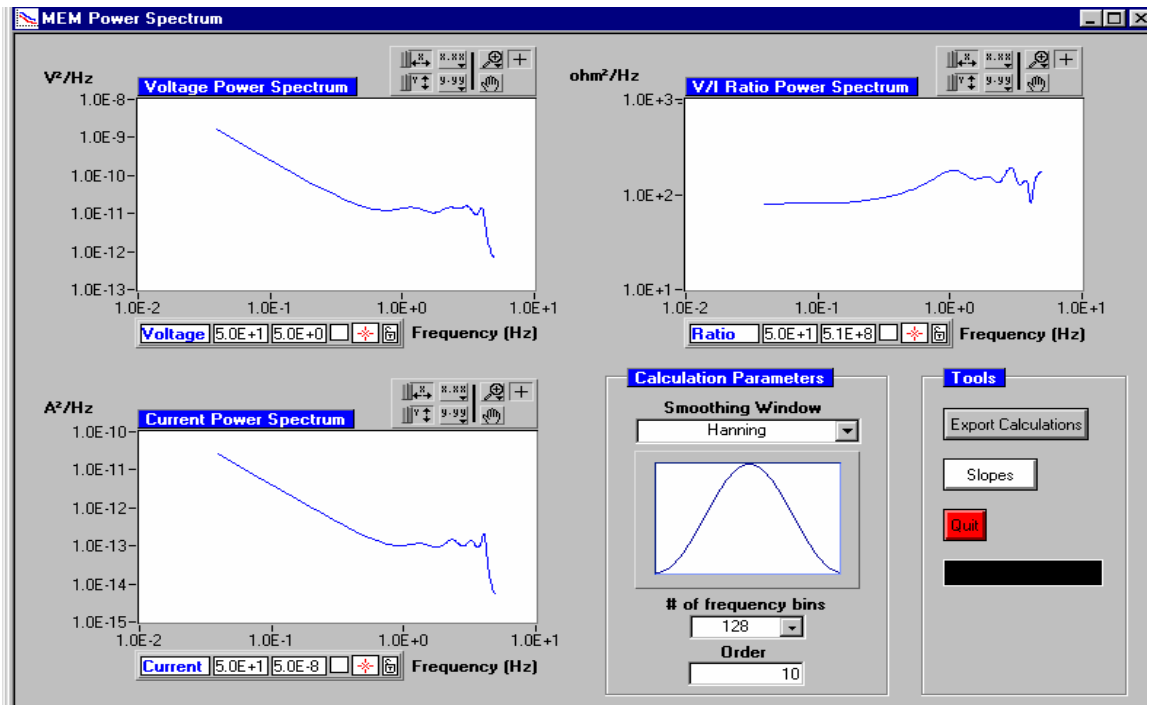 MEM Power Spectrum
V²/Hz
Voltage Power Spectrum
x.xx
y.yy
1.0E-8
1.0E-9
1.0E-10
1.0E-11
1.0E-12
1.0E-13
1.0E-2 1.0E-1 1.0E+0 1.0E+1
Voltage 5.0E+1 5.0E+0 Frequency (Hz)
ohm²/Hz
V/I Ratio Power Spectrum
x.xx
y.yy
1.0E+3
1.0E+2
1.0E+1
1.0E-2 1.0E-1 1.0E+0 1.0E+1
Ratio 5.0E+1 5.1E+8 Frequency (Hz)
A²/Hz
Current Power Spectrum
x.xx
y.yy
1.0E-10
1.0E-11
1.0E-12
1.0E-13
1.0E-14
1.0E-15
1.0E-2 1.0E-1 1.0E+0 1.0E+1
Current 5.0E+1 5.0E-8 Frequency (Hz)
Calculation Parameters
Smoothing Window
Hanning
# of frequency bins
128
Order
10
Tools
Export Calculations
Slopes
Quit